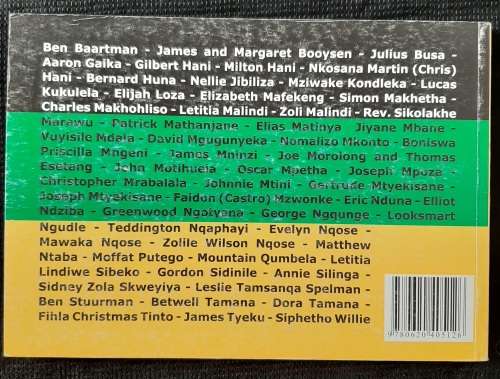 Ben Baartman - James and Margaret Booysen - Julius Busa -
Aaron Gaika - Gilbert Hani - Milton Hani - Nkosana Martin (Chris)
Hani - Bernard Huna - Nellie Jibiliza - Mziwake Kondleka - Lucas
Kukulela - Elijah Loza - Elizabeth Mafekeng - Simon Makhetha -
Charles Makhohliso - Letitia Malindi - Zoli Malindi - Rev. Sikolakhe
Marawu - Patrick Mathanjane - Elias Matinya Jiyane Mbane -
Vuyisile Mdala - David Mgugunyeka - Nomalizo Mkonto - Boniswa
Priscilla Mngeni - James Mninzi - Joe Morolong and Thomas
Esetang - John Motihuela - Oscar Mpetha - Joseph Mpuza -
Christopher Mrabalala - Johnnie Mtini - Gertrude Mtyekisane -
Joseph Mtyekisane - Faldon (Castro) Mzwonke - Eric Nduna - Elliot
Ndziba - Greenwood Ngotyana - George Ngqunge - Looksmart
Ngudle - Teddington Nqaphayi - Evelyn Nqose -
Mawaka Nqose - Zolile Wilson Nqose - Matthew
Ntaba - Moffat Putego - Mountain Qumbela - Letitia
Lindiwe Sibeko - Gordon Sidinile - Annie Silinga -
Sidney Zola Skweyiya - Leslie Tamsanqa Spelman -
Ben Stuurman - Betwell Tamana - Dora Tamana -
Fihla Christmas Tinto - James Tyeku - Siphetho Willie
9 780620 405126